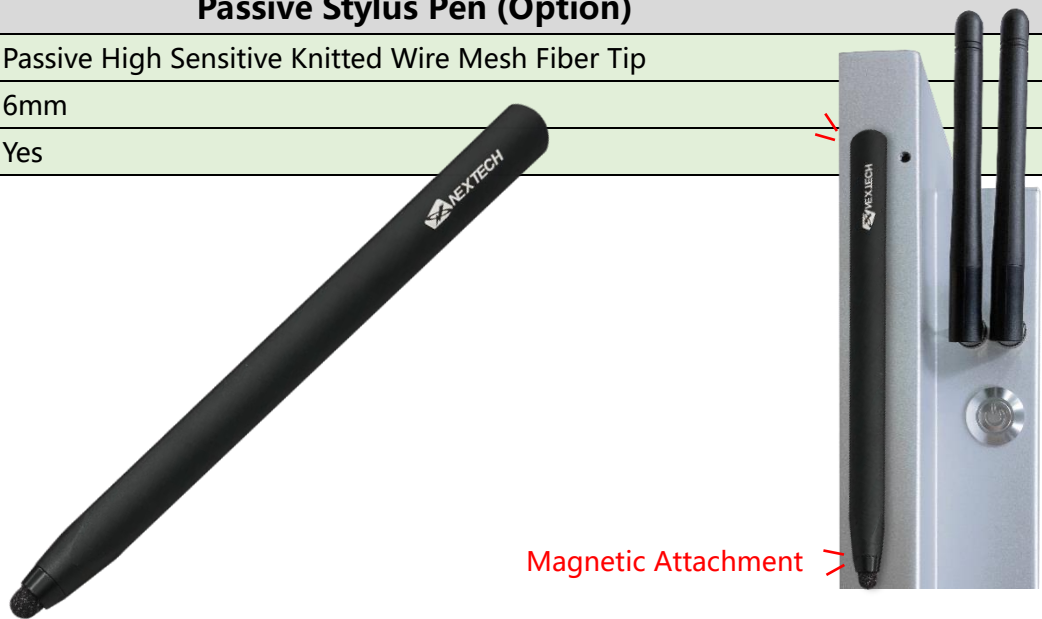 Passive Stylus Pen (Option)
Passive High Sensitive Knitted Wire Mesh Fiber Tip
6mm
Yes
NEXTECH
NEXTECH
Magnetic Attachment